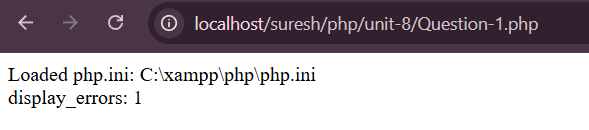 localhost/suresh/php/unit-8/Question-1.php
Loaded php.ini: C:\xampp\php\php.ini
display_errors: 1